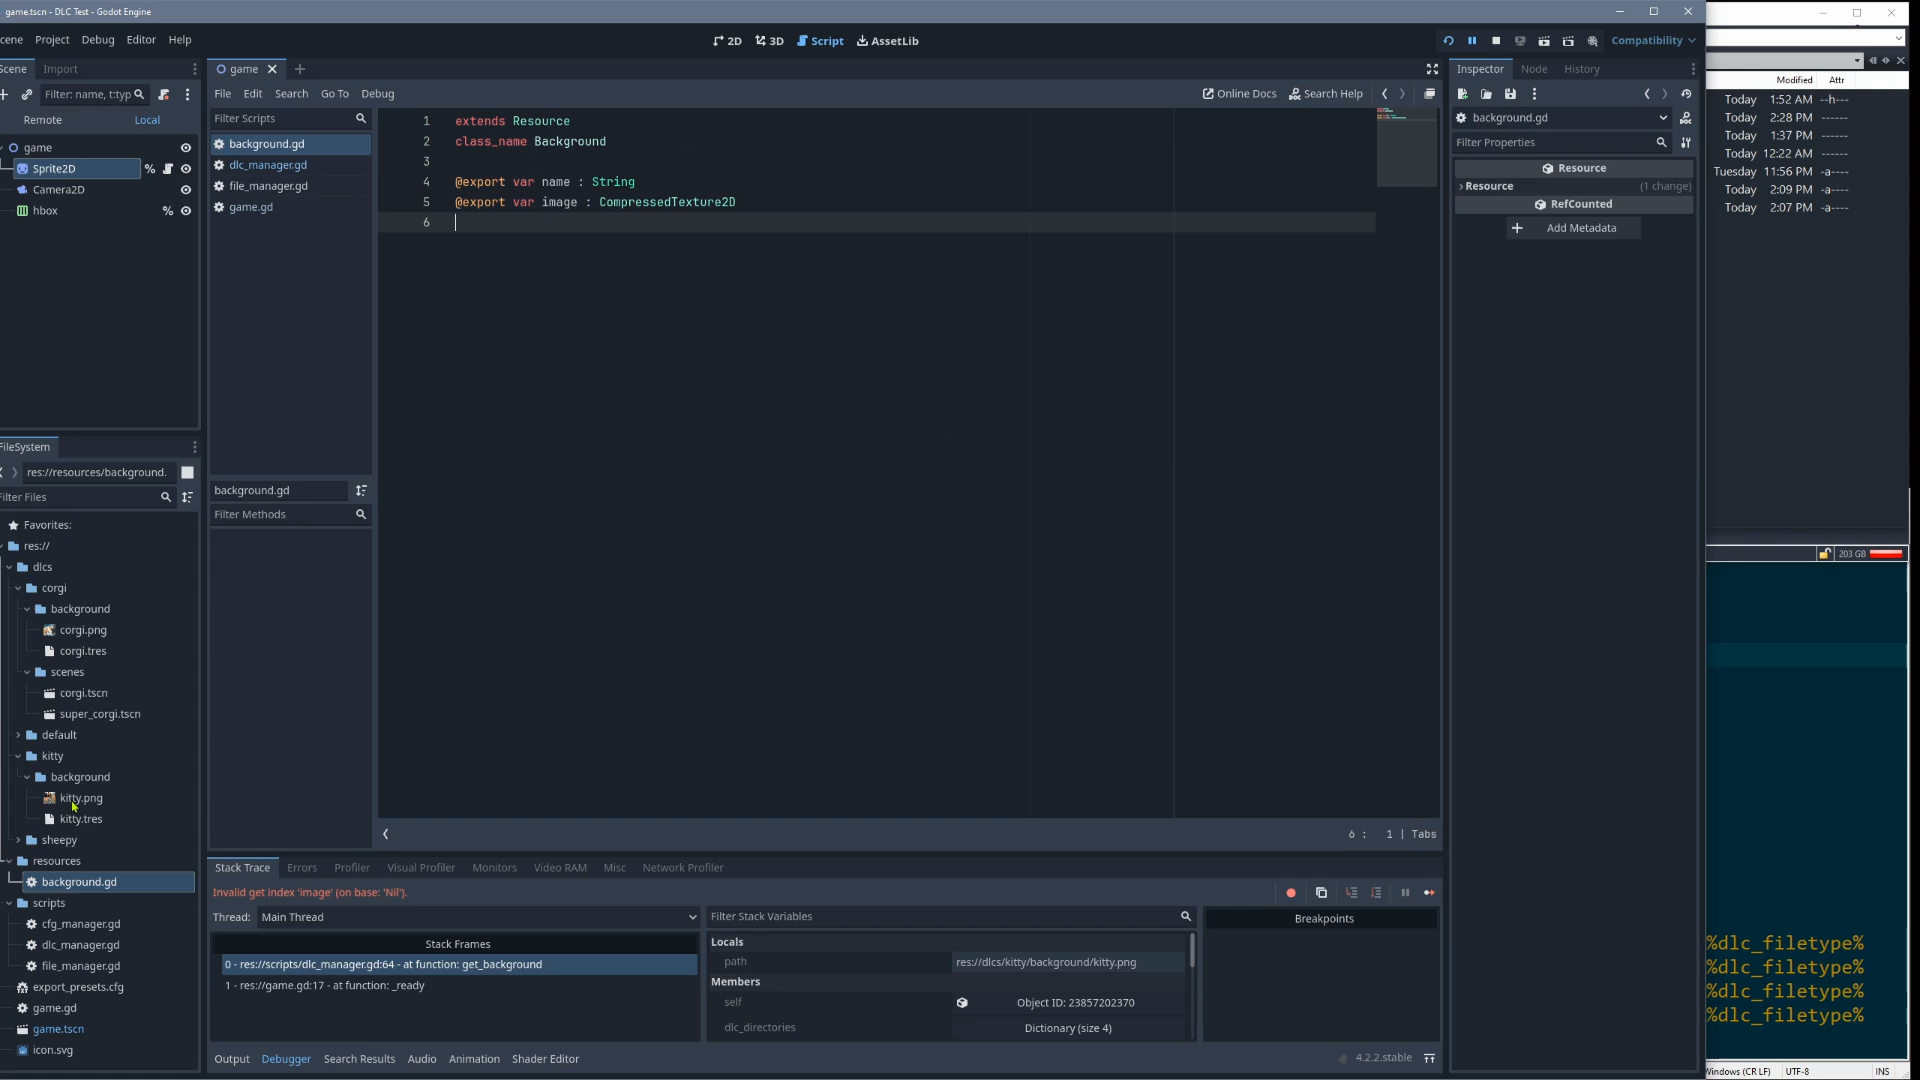 game.tscn - DLC Test - Godot Engine
cene Project Debug Editor Help
2D 3D Script AssetLib
Compatibility
Scene Import
game
Inspector Node History
Filter: name, t:typ
File Edit Search Go To Debug
Online Docs Search Help
Remote Local
Filter Scripts
background.gd
Filter Properties
game
Sprite2D %
Camera2D
hbox %
background.gd
dlc_manager.gd
file_manager.gd
game.gd
1 extends Resource
2 class_name Background
3
4 @export var name : String
5 @export var image : CompressedTexture2D
6
Resource
Resource (1 change)
RefCounted
Add Metadata
Modified Attr
Today 1:52 AM --h---
Today 2:28 PM ------
Today 1:37 PM ------
Today 12:22 AM ------
Tuesday 11:56 PM -a----
Today 2:09 PM -a----
Today 2:07 PM -a----
FileSystem
res://resources/background.
Filter Files
background.gd
Filter Methods
Favorites:
res://
dlcs
corgi
background
corgi.png
corgi.tres
scenes
corgi.tscn
super_corgi.tscn
default
kitty
background
kitty.png
kitty.tres
sheepy
resources
background.gd
scripts
cfg_manager.gd
dlc_manager.gd
file_manager.gd
export_presets.cfg
game.gd
game.tscn
icon.svg
6 : 1 | Tabs
Stack Trace Errors Profiler Visual Profiler Monitors Video RAM Misc Network Profiler
Invalid get index 'image' (on base: 'Nil').
Thread: Main Thread
Filter Stack Variables
Breakpoints
Stack Frames
0 - res://scripts/dlc_manager.gd:64 - at function: get_background
1 - res://game.gd:17 - at function: _ready
Locals
path res://dlcs/kitty/background/kitty.png
Members
self Object ID: 23857202370
dlc_directories Dictionary (size 4)
Output Debugger Search Results Audio Animation Shader Editor
4.2.2.stable
203 GB
%dlc_filetype%
%dlc_filetype%
%dlc_filetype%
%dlc_filetype%
Windows (CR LF) UTF-8 INS